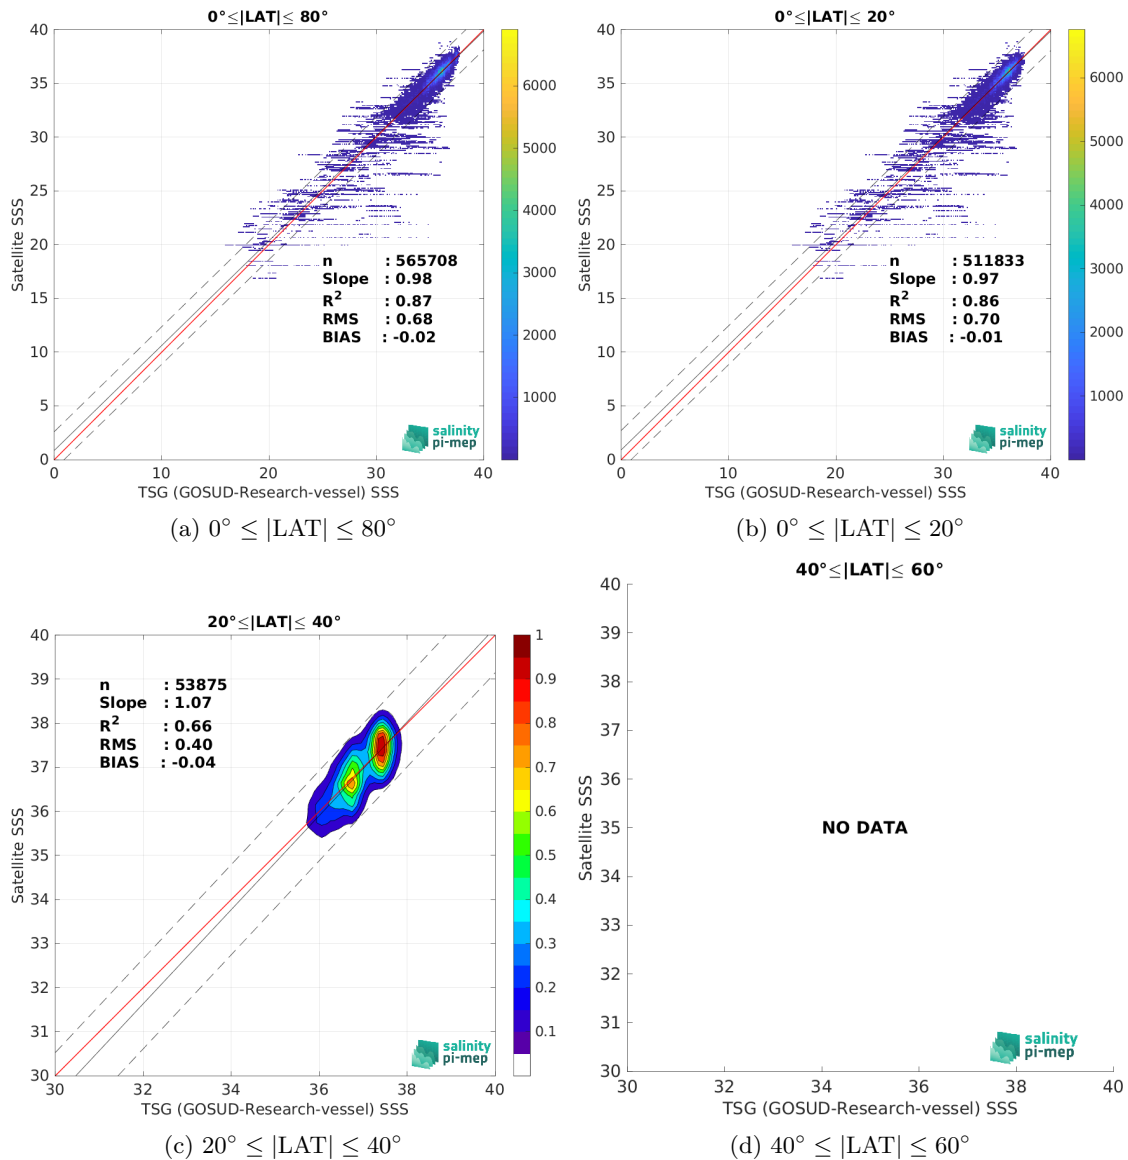 0°≤|LAT|≤ 80°
40
35
30
25
20
15
10
5
0
Satellite SSS
n : 565708
Slope : 0.98
R² : 0.87
RMS : 0.68
BIAS : -0.02
salinity
pi-mep
0 10 20 30 40
TSG (GOSUD-Research-vessel) SSS
6000
5000
4000
3000
2000
1000
(a) 0° ≤ |LAT| ≤ 80°
0°≤|LAT|≤ 20°
40
35
30
25
20
15
10
5
0
Satellite SSS
n : 511833
Slope : 0.97
R² : 0.86
RMS : 0.70
BIAS : -0.01
salinity
pi-mep
0 10 20 30 40
TSG (GOSUD-Research-vessel) SSS
6000
5000
4000
3000
2000
1000
(b) 0° ≤ |LAT| ≤ 20°
20°≤|LAT|≤ 40°
40
39
38
37
36
35
34
33
32
31
30
Satellite SSS
n : 53875
Slope : 1.07
R² : 0.66
RMS : 0.40
BIAS : -0.04
salinity
pi-mep
30 32 34 36 38 40
TSG (GOSUD-Research-vessel) SSS
1
0.9
0.8
0.7
0.6
0.5
0.4
0.3
0.2
0.1
(c) 20° ≤ |LAT| ≤ 40°
40°≤|LAT|≤ 60°
40
39
38
37
36
35
34
33
32
31
30
Satellite SSS
NO DATA
salinity
pi-mep
30 32 34 36 38 40
TSG (GOSUD-Research-vessel) SSS
(d) 40° ≤ |LAT| ≤ 60°